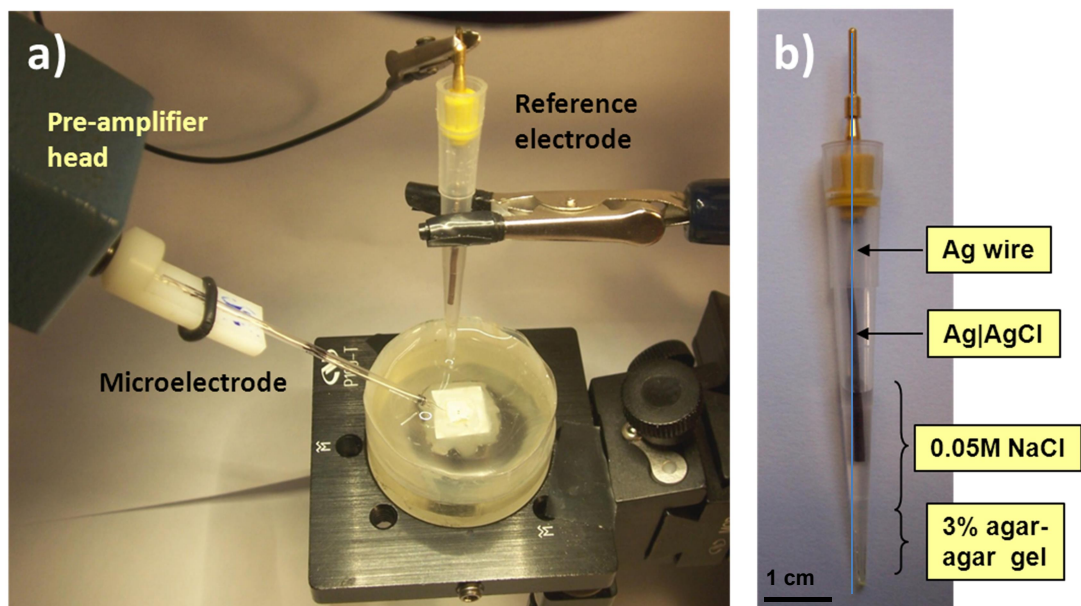 a)
Pre-amplifier
head
Reference
electrode
Microelectrode
b)
Ag wire
Ag|AgCl
0.05M NaCl
3% agar-
agar gel
1 cm